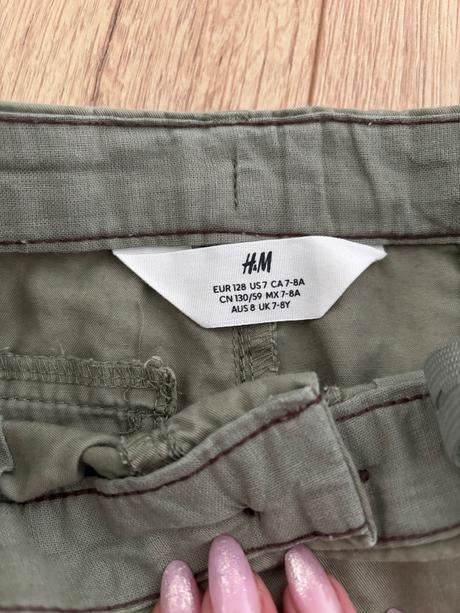 H&M
EUR 128 US 7 CA 7-8A
CN 130/59 MX 7-8A
AUS 8 UK 7-8Y